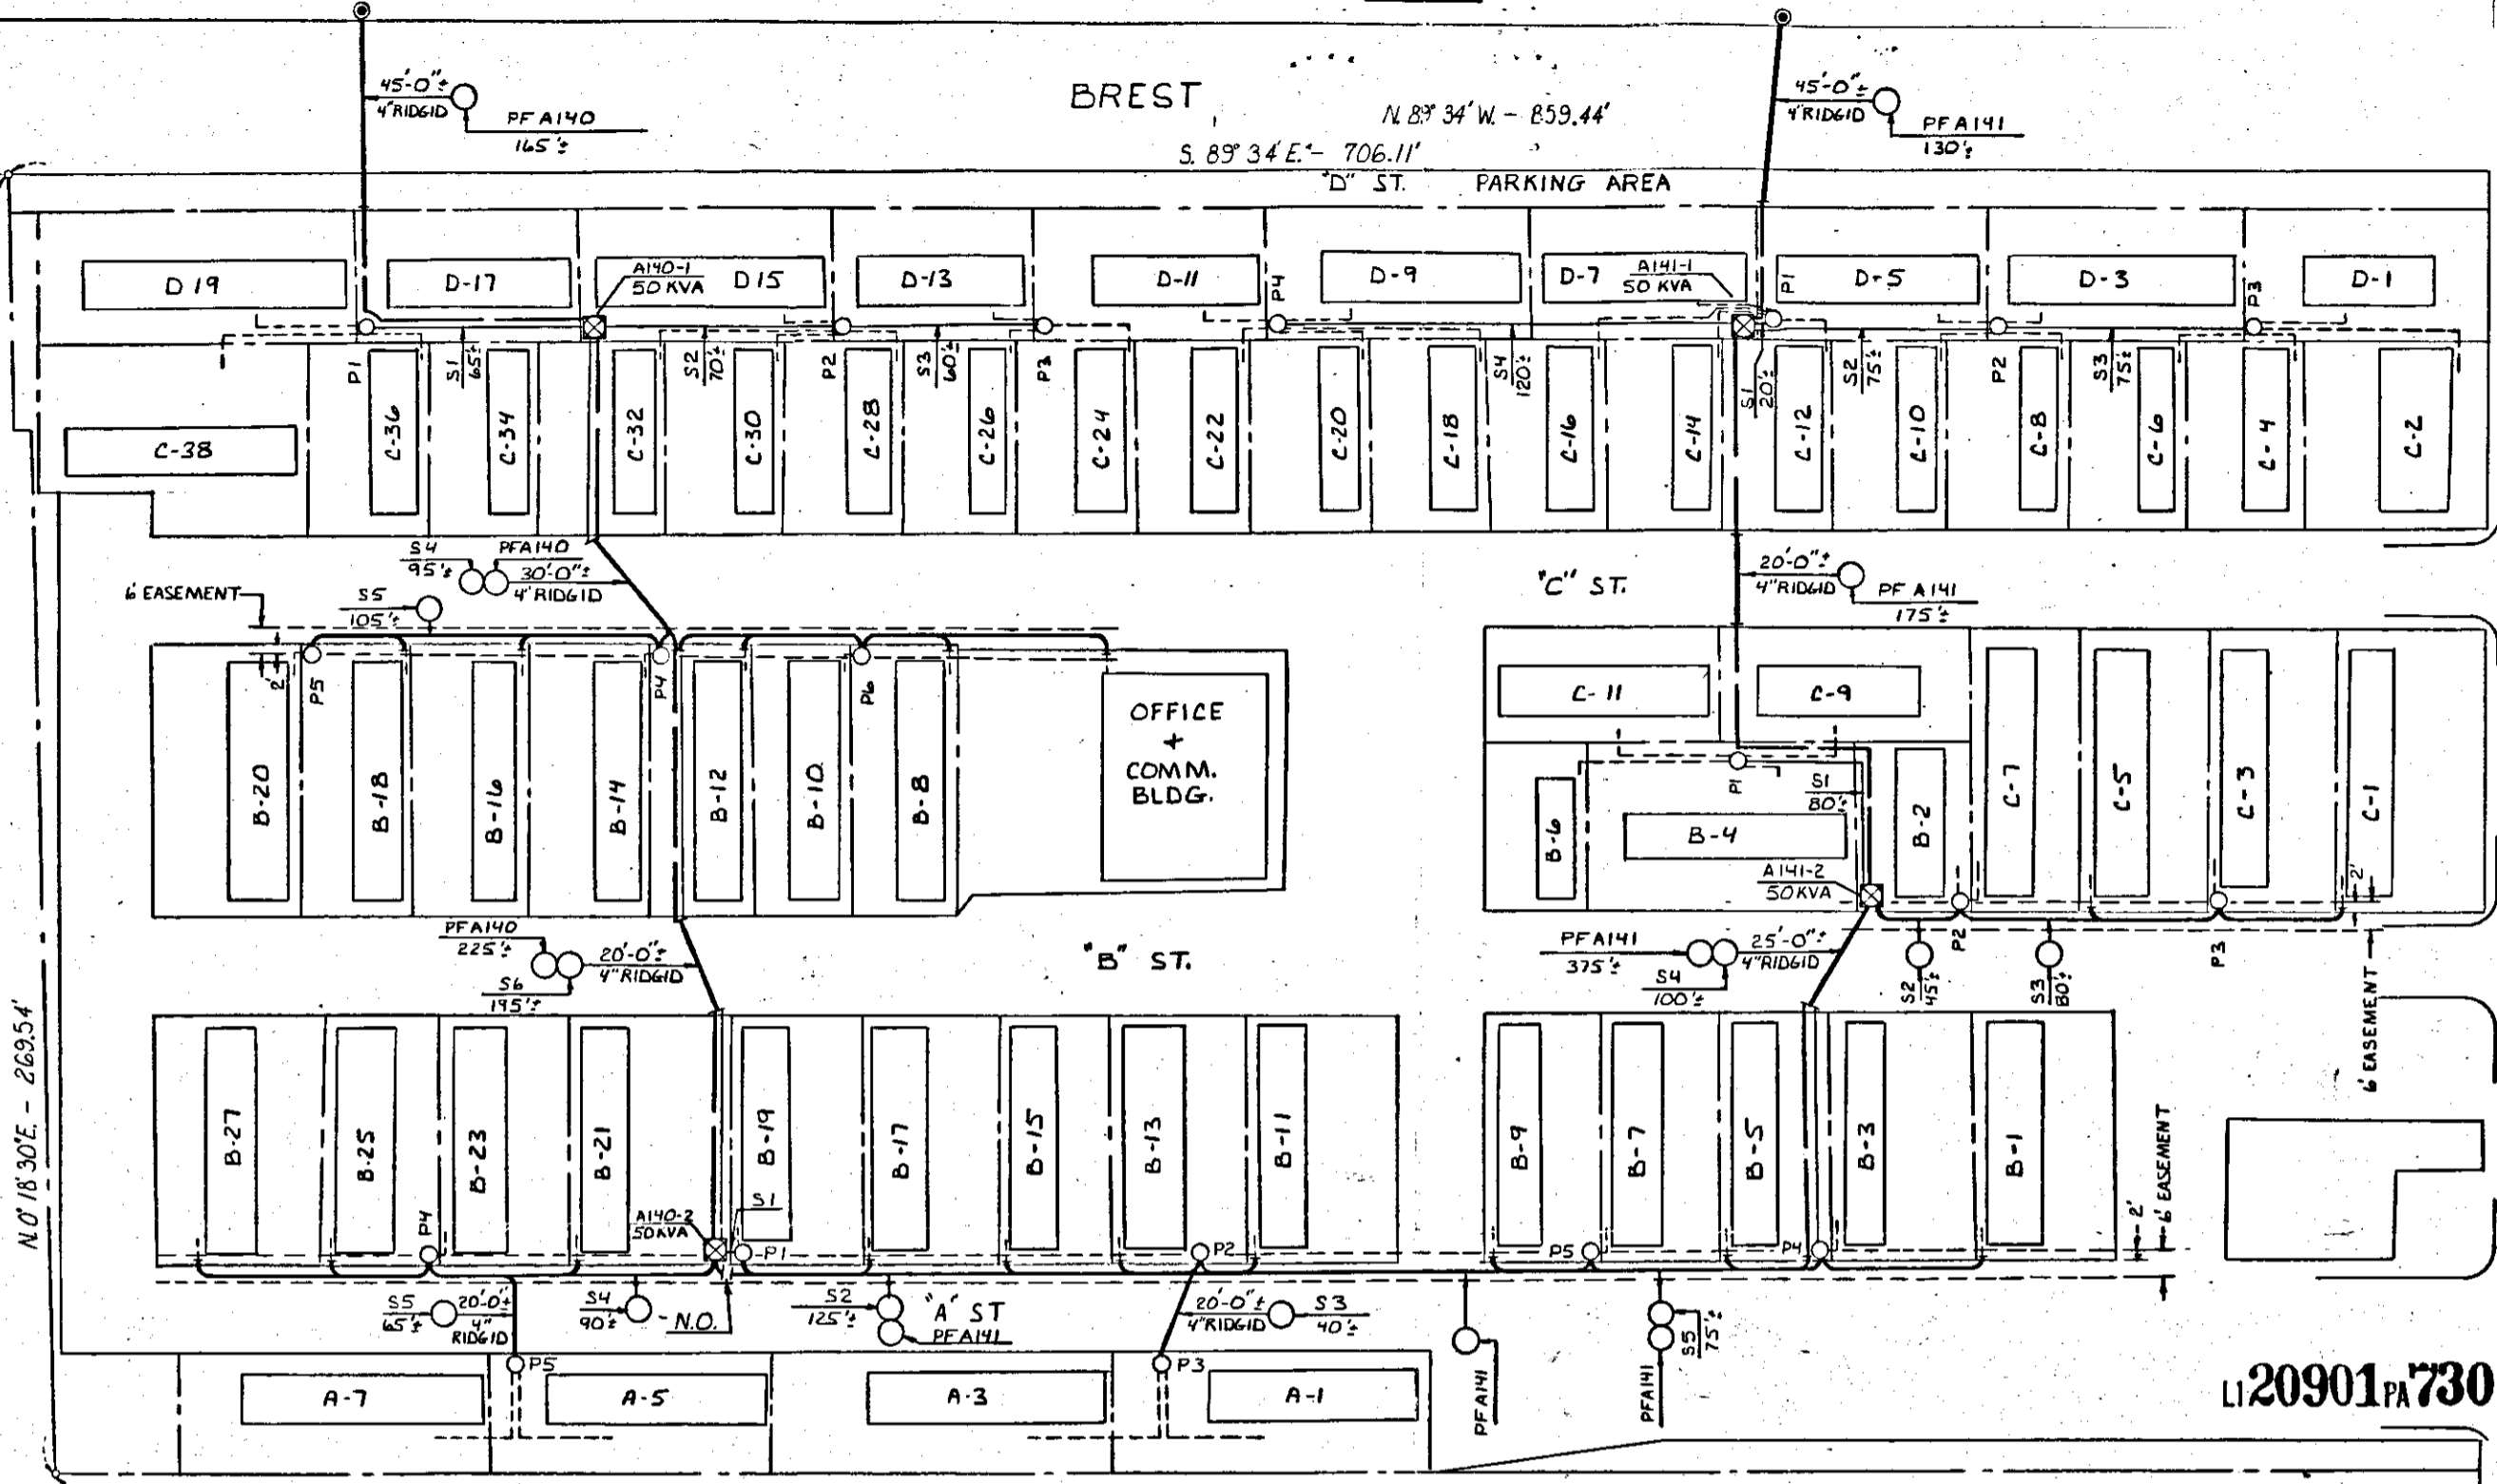 BREST
N. 89° 34' W. - 859.44'
S. 89° 34' E. - 706.11'
"D" ST. PARKING AREA
45'-0"±
4" RIDGID
PF A140
165'±
45'-0"±
4" RIDGID
PF A141
130'±
D 19
D-17
A140-1
50 KVA
D 15
D-13
D-11
P4
D-9
D-7
A141-1
50 KVA
P1
D-5
D-3
P3
D-1
P1
S1
65'±
S2
70'±
P2
S3
60'±
P3
S4
120'±
S1
20'±
S2
75'±
P2
S3
75'±
C-38
C-36
C-34
C-32
C-30
C-28
C-26
C-24
C-22
C-20
C-18
C-16
C-14
C-12
C-10
C-8
C-6
C-4
C-2
S4
95'±
PFA140
30'-0"±
4" RIDGID
"C" ST.
20'-0"±
4" RIDGID
PF A141
175'±
6' EASEMENT
S5
105'±
2'
P5
P4
P6
B-20
B-18
B-16
B-14
B-12
B-10
B-8
OFFICE
+
COMM.
BLDG.
C-11
C-9
C-7
C-5
C-3
C-1
P1
S1
80'±
B-6
B-4
B-2
A141-2
50KVA
2'
PFA140
225'±
20'-0"±
4" RIDGID
S6
195'±
"B" ST.
PFA141
375'±
25'-0"±
4" RIDGID
S4
100'±
S2
45'±
P2
S3
80'±
P3
6' EASEMENT
N.0° 18' 30"E. - 269.54'
B-27
B-25
B-23
B-21
B-19
B-17
B-15
B-13
B-11
B-9
B-7
B-5
B-3
B-1
P4
A140-2
50KVA
S1
P1
P2
P5
P4
2'
6' EASEMENT
S5
65'±
20'-0"±
4"
RIDGID
S4
90'±
N.O.
S2
125'±
"A" ST
PFA141
20'-0"±
4" RIDGID
S3
40'±
PFA141
S5
75'±
PFA141
P5
P3
A-7
A-5
A-3
A-1
LI20901PA730